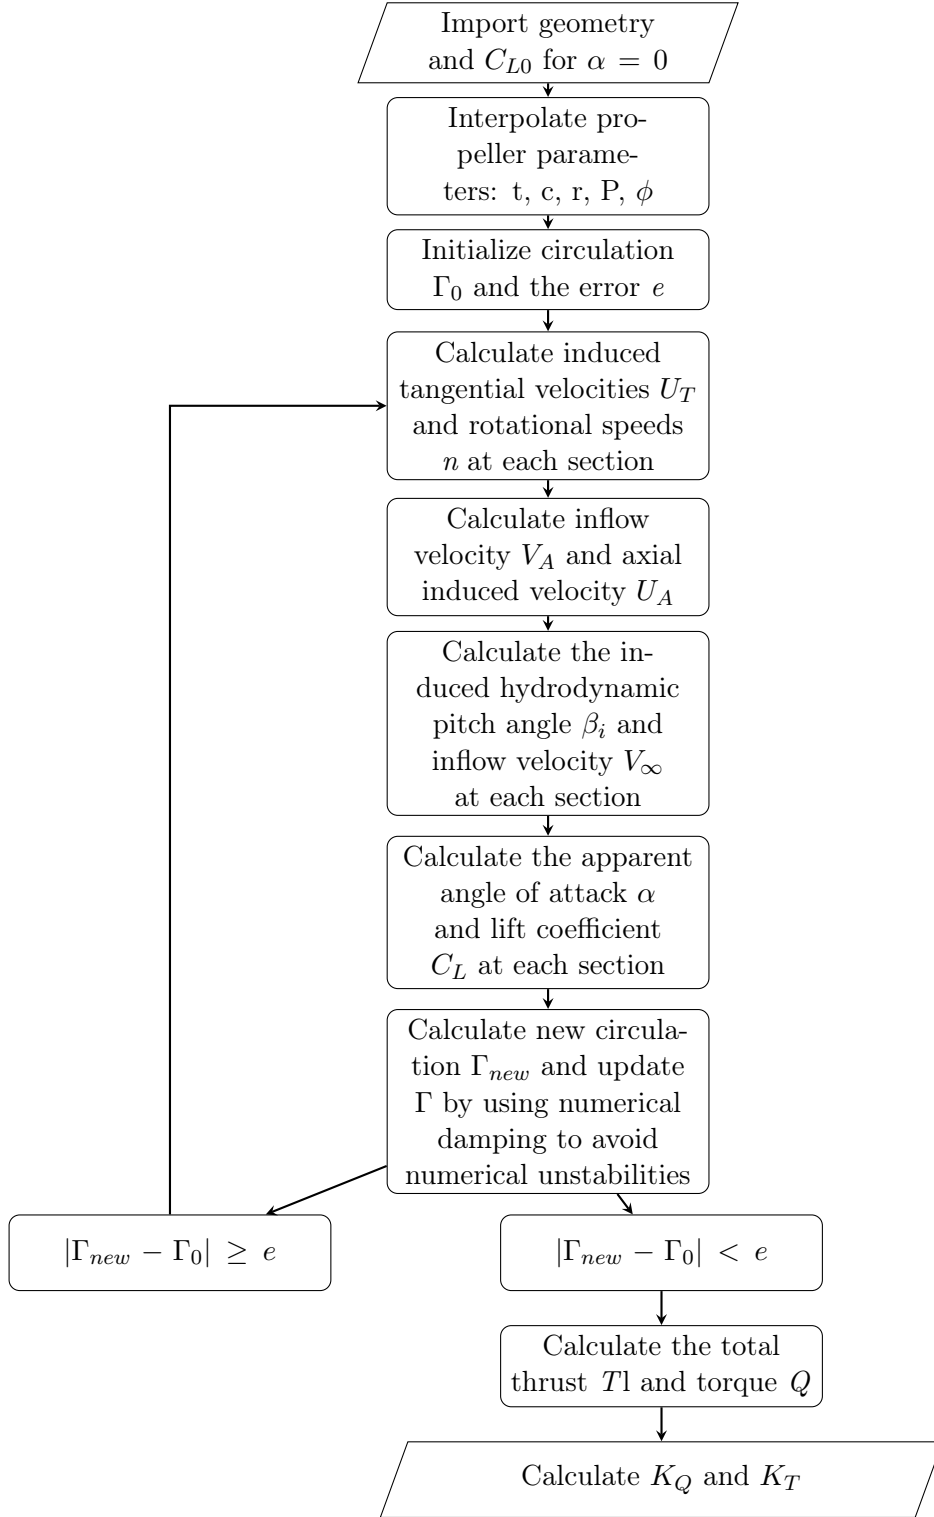 Import geometry
and C_{L0} for α = 0
Interpolate pro-
peller parame-
ters: t, c, r, P, ϕ
Initialize circulation
Γ_0 and the error e
Calculate induced
tangential velocities U_T
and rotational speeds
n at each section
Calculate inflow
velocity V_A and axial
induced velocity U_A
Calculate the in-
duced hydrodynamic
pitch angle β_i and
inflow velocity V_∞
at each section
Calculate the apparent
angle of attack α
and lift coefficient
C_L at each section
Calculate new circula-
tion Γ_{new} and update
Γ by using numerical
damping to avoid
numerical unstabilities
|Γ_{new} − Γ_0| ≥ e
|Γ_{new} − Γ_0| < e
Calculate the total
thrust Tl and torque Q
Calculate K_Q and K_T